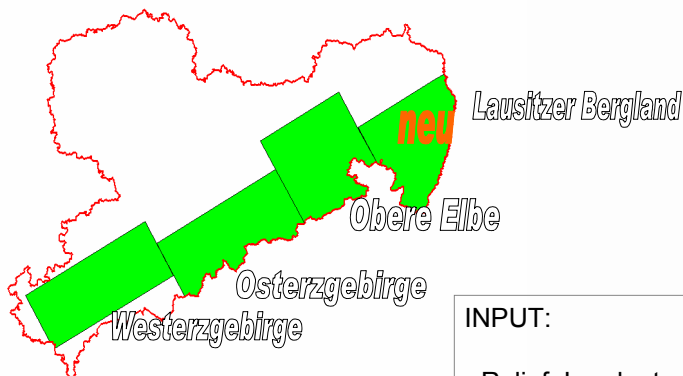 Lausitzer Bergland
neu
Obere Elbe
Osterzgebirge
Westerzgebirge
INPUT: